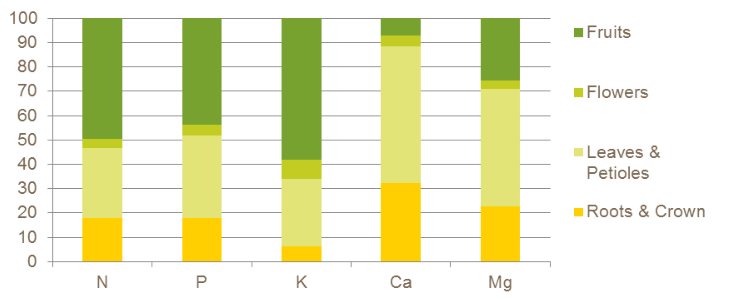 100
90
80
70
60
50
40
30
20
10
0
N P K Ca Mg
Fruits
Flowers
Leaves &
Petioles
Roots & Crown